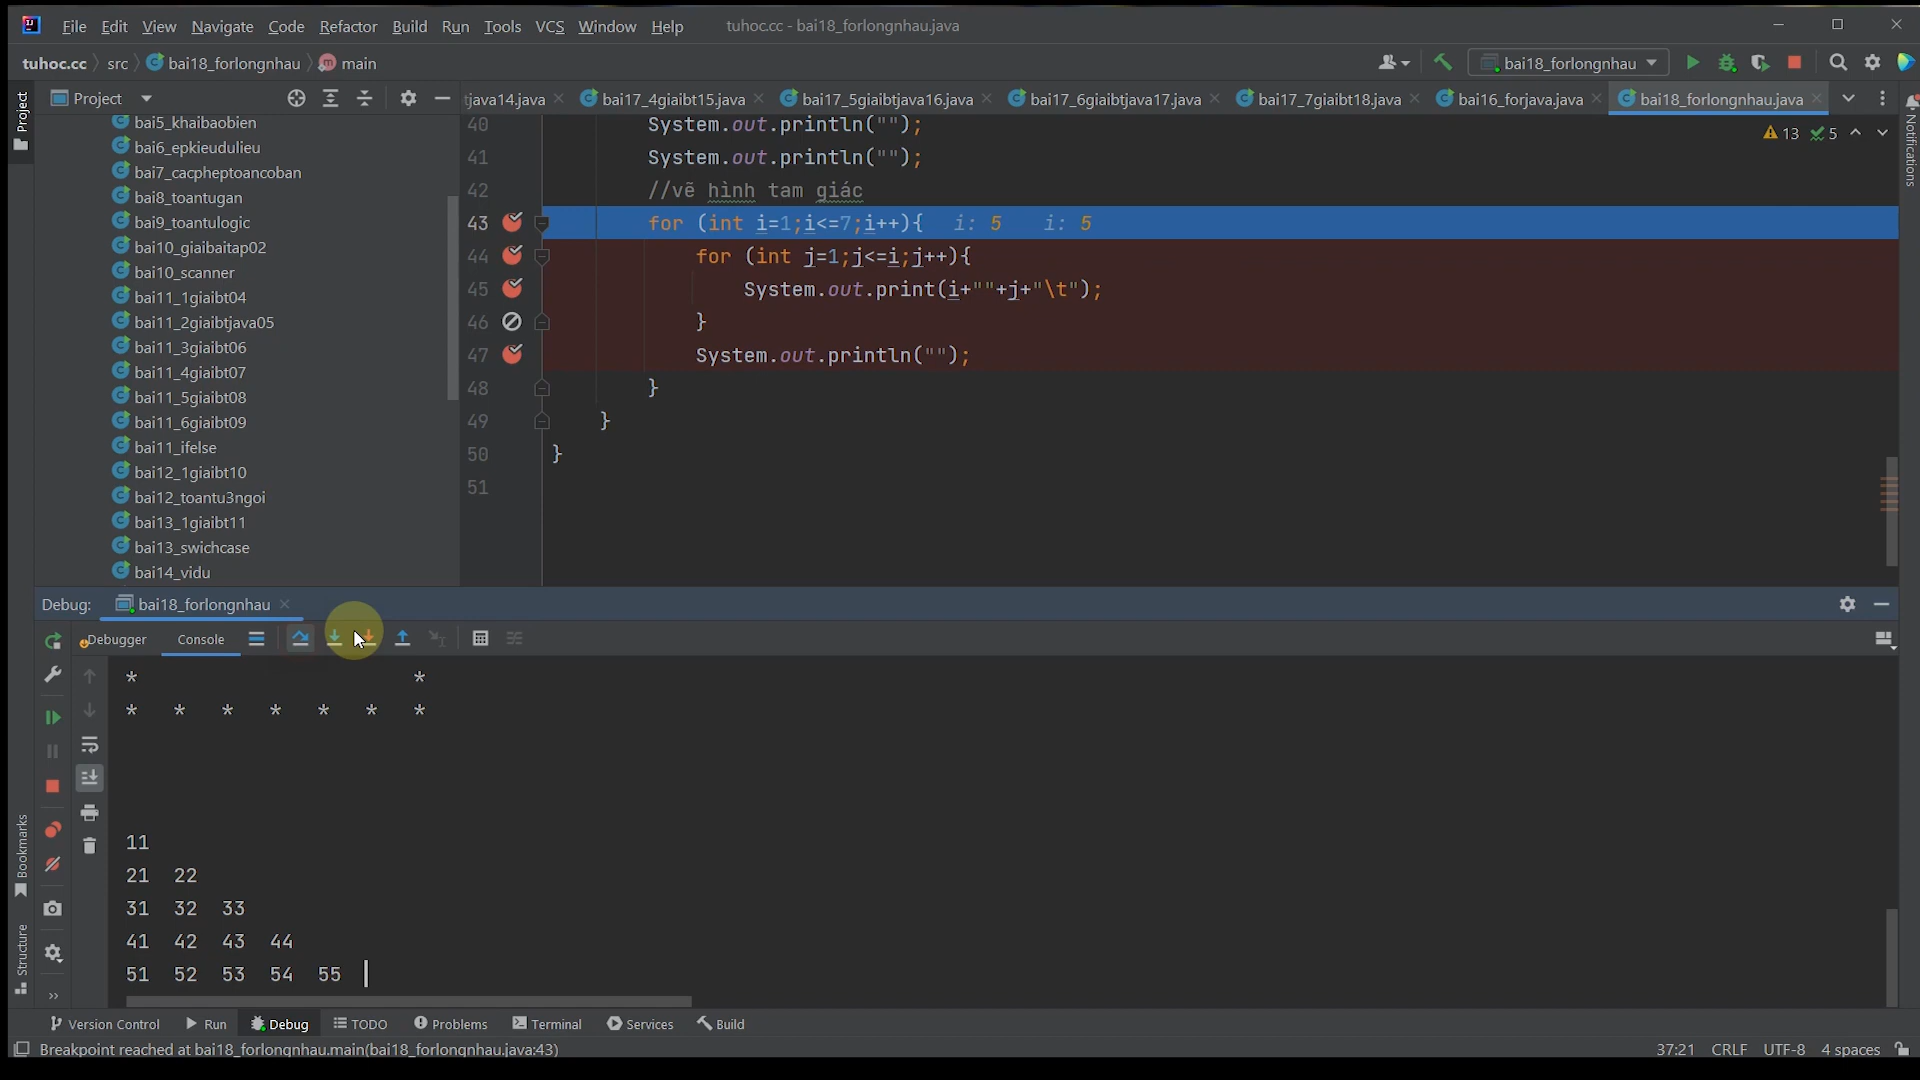 File Edit View Navigate Code Refactor Build Run Tools VCS Window Help tuhoc.cc - bai18_forlongnhau.java
tuhoc.cc src bai18_forlongnhau main bai18_forlongnhau
Project tjava14.java bai17_4giaibt15.java bai17_5giaibtjava16.java bai17_6giaibtjava17.java bai17_7giaibt18.java bai16_forjava.java bai18_forlongnhau.java
Project
Notifications
bai5_khaibaobien
bai6_epkieudulieu
bai7_cacpheptoancoban
bai8_toantugan
bai9_toantulogic
bai10_giaibaitap02
bai10_scanner
bai11_1giaibt04
bai11_2giaibtjava05
bai11_3giaibt06
bai11_4giaibt07
bai11_5giaibt08
bai11_6giaibt09
bai11_ifelse
bai12_1giaibt10
bai12_toantu3ngoi
bai13_1giaibt11
bai13_swichcase
bai14_vidu
13 5
40 System.out.println("");
41 System.out.println("");
42 //vẽ hình tam giác
43 for (int i=1;i<=7;i++){ i: 5 i: 5
44 for (int j=1;j<=i;j++){
45 System.out.print(i+""+j+"\t");
46 }
47 System.out.println("");
48 }
49 }
50 }
51
Debug: bai18_forlongnhau
Debugger Console
* *
* * * * * * *
11
21 22
31 32 33
41 42 43 44
51 52 53 54 55
Bookmarks
Structure
Version Control Run Debug TODO Problems Terminal Services Build
Breakpoint reached at bai18_forlongnhau.main(bai18_forlongnhau.java:43) 37:21 CRLF UTF-8 4 spaces